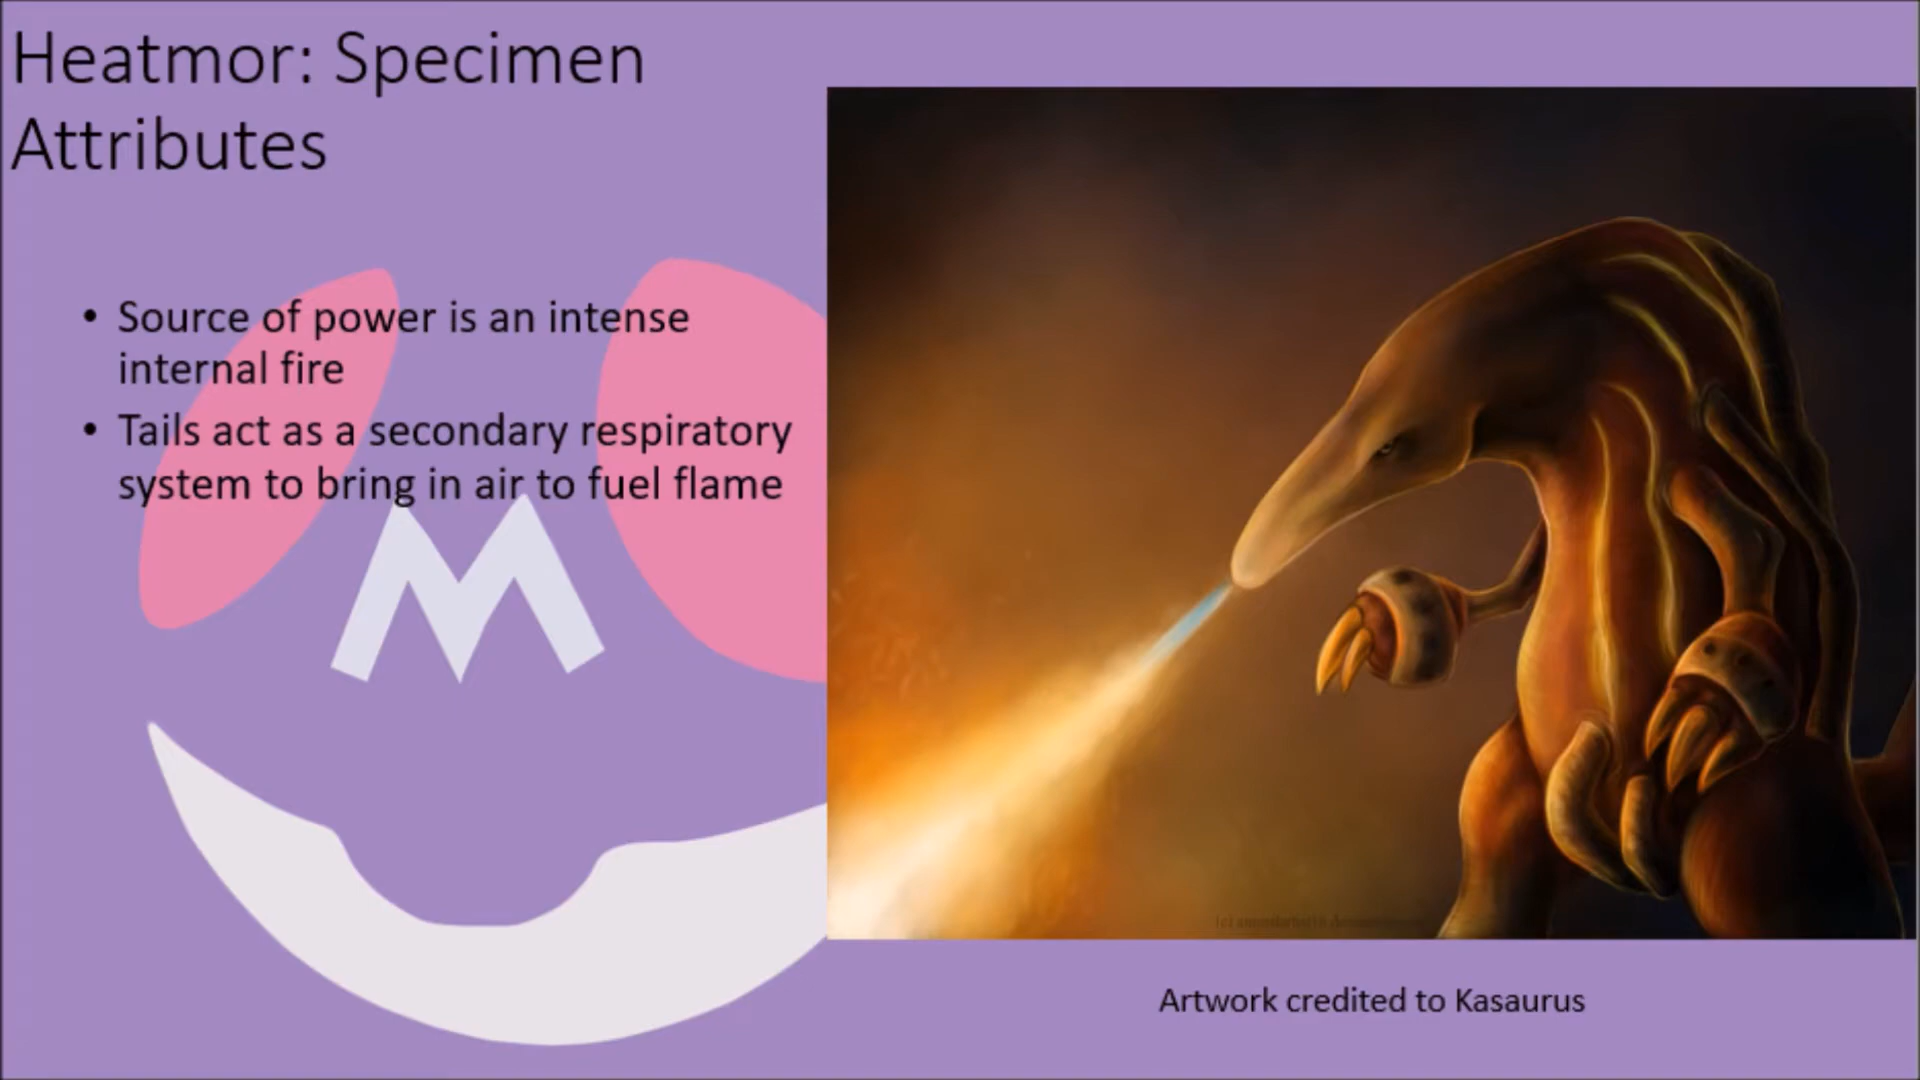 Heatmor: Specimen
Attributes
• Source of power is an intense
internal fire
• Tails act as a secondary respiratory
system to bring in air to fuel flame
M
Artwork credited to Kasaurus